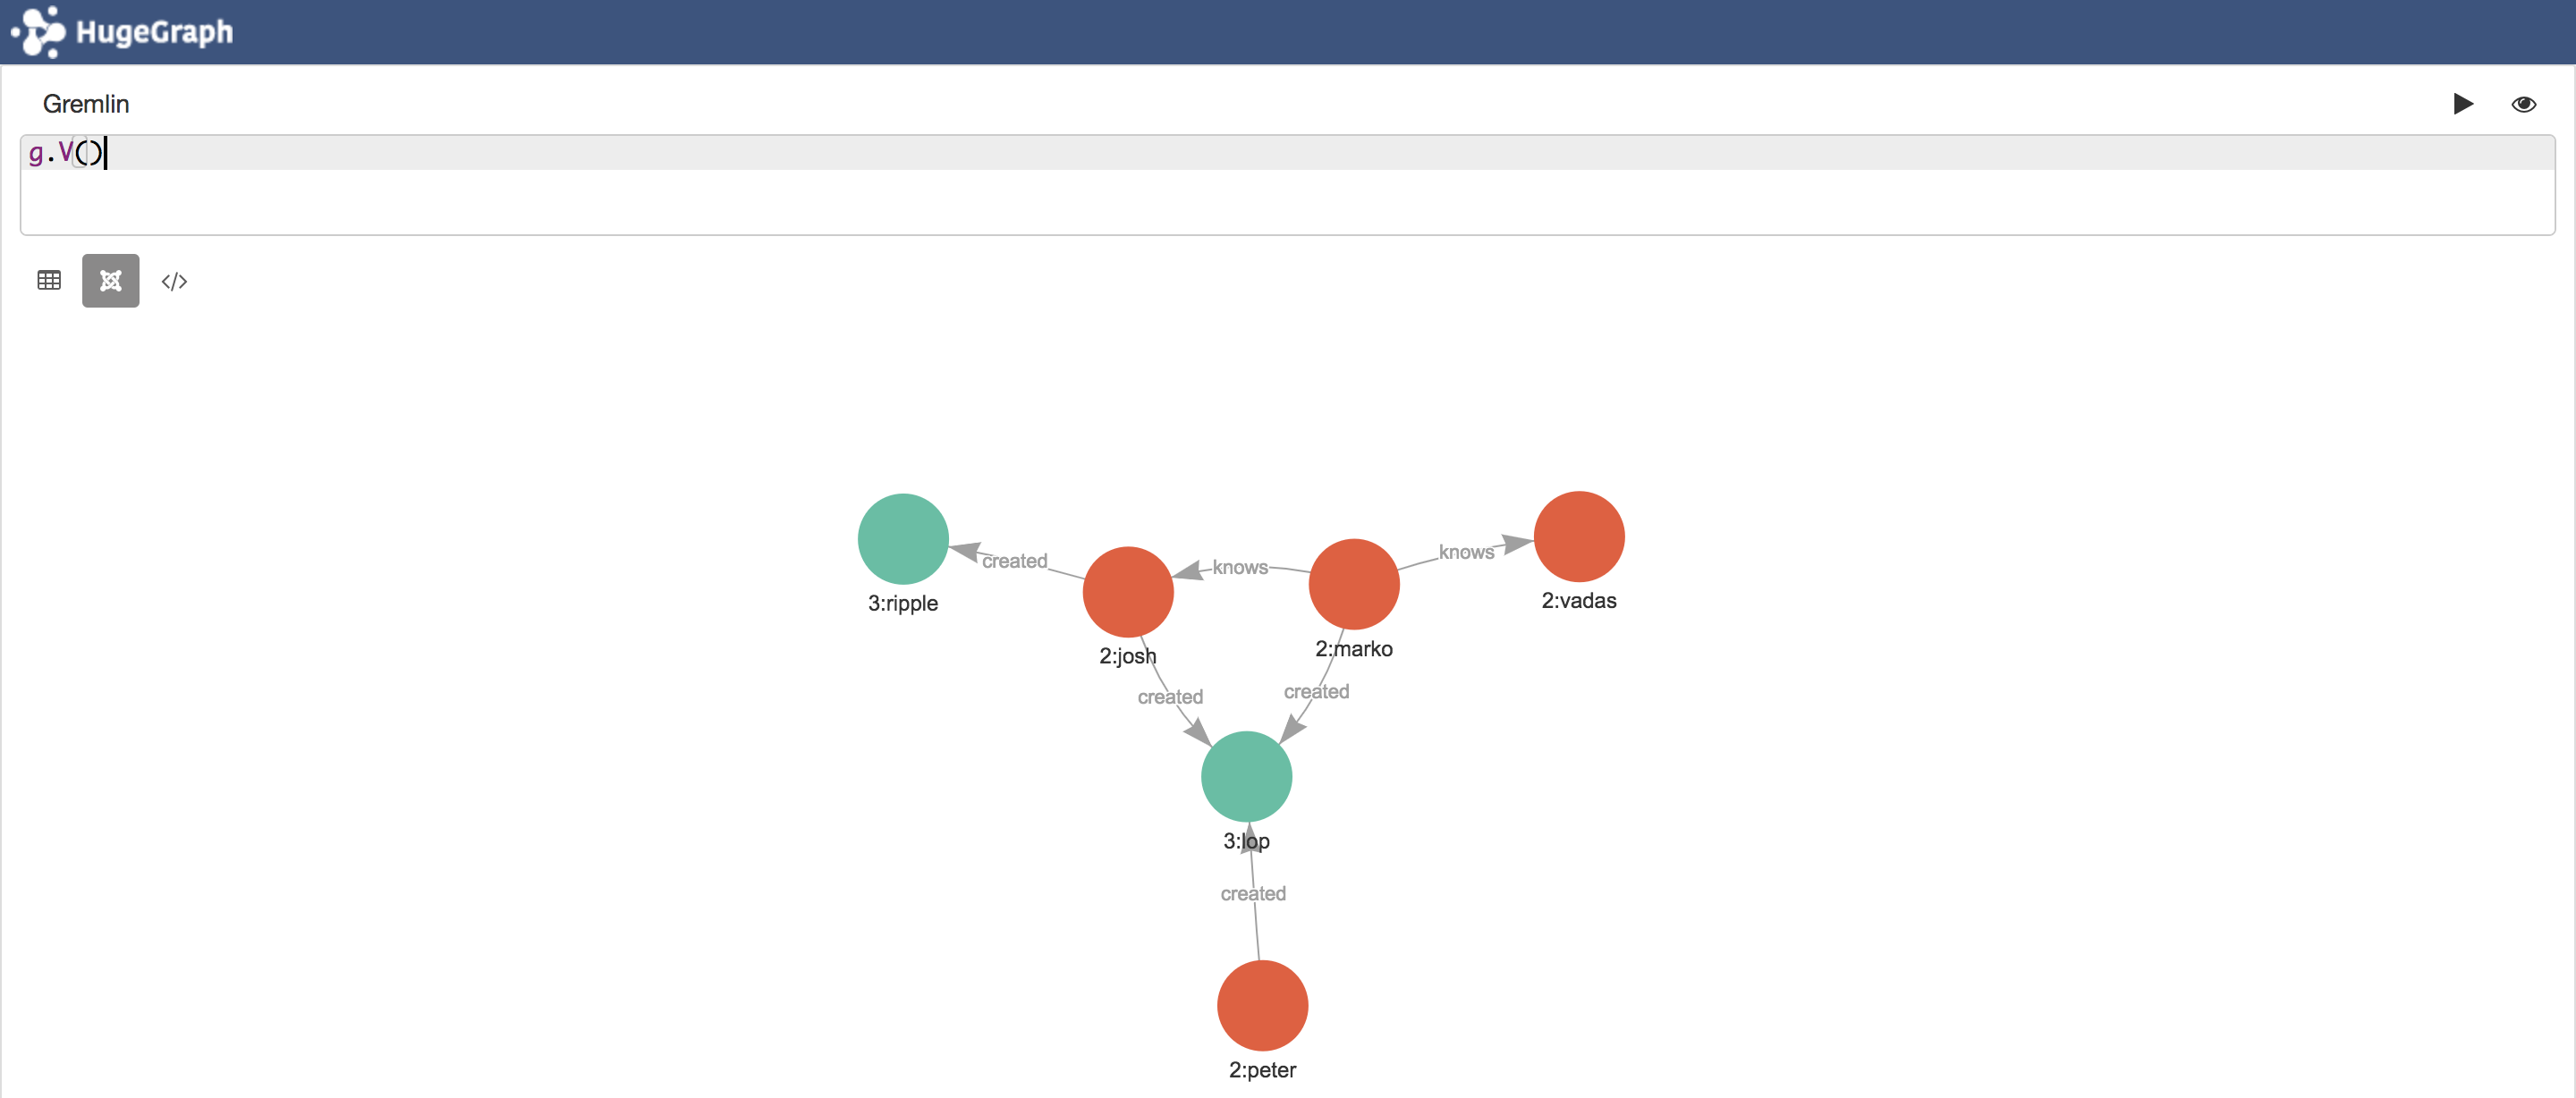 HugeGraph
Gremlin
g.V()
</>
created
knows
knows
3:ripple
2:vadas
2:josh
2:marko
created
created
3:lop
created
2:peter